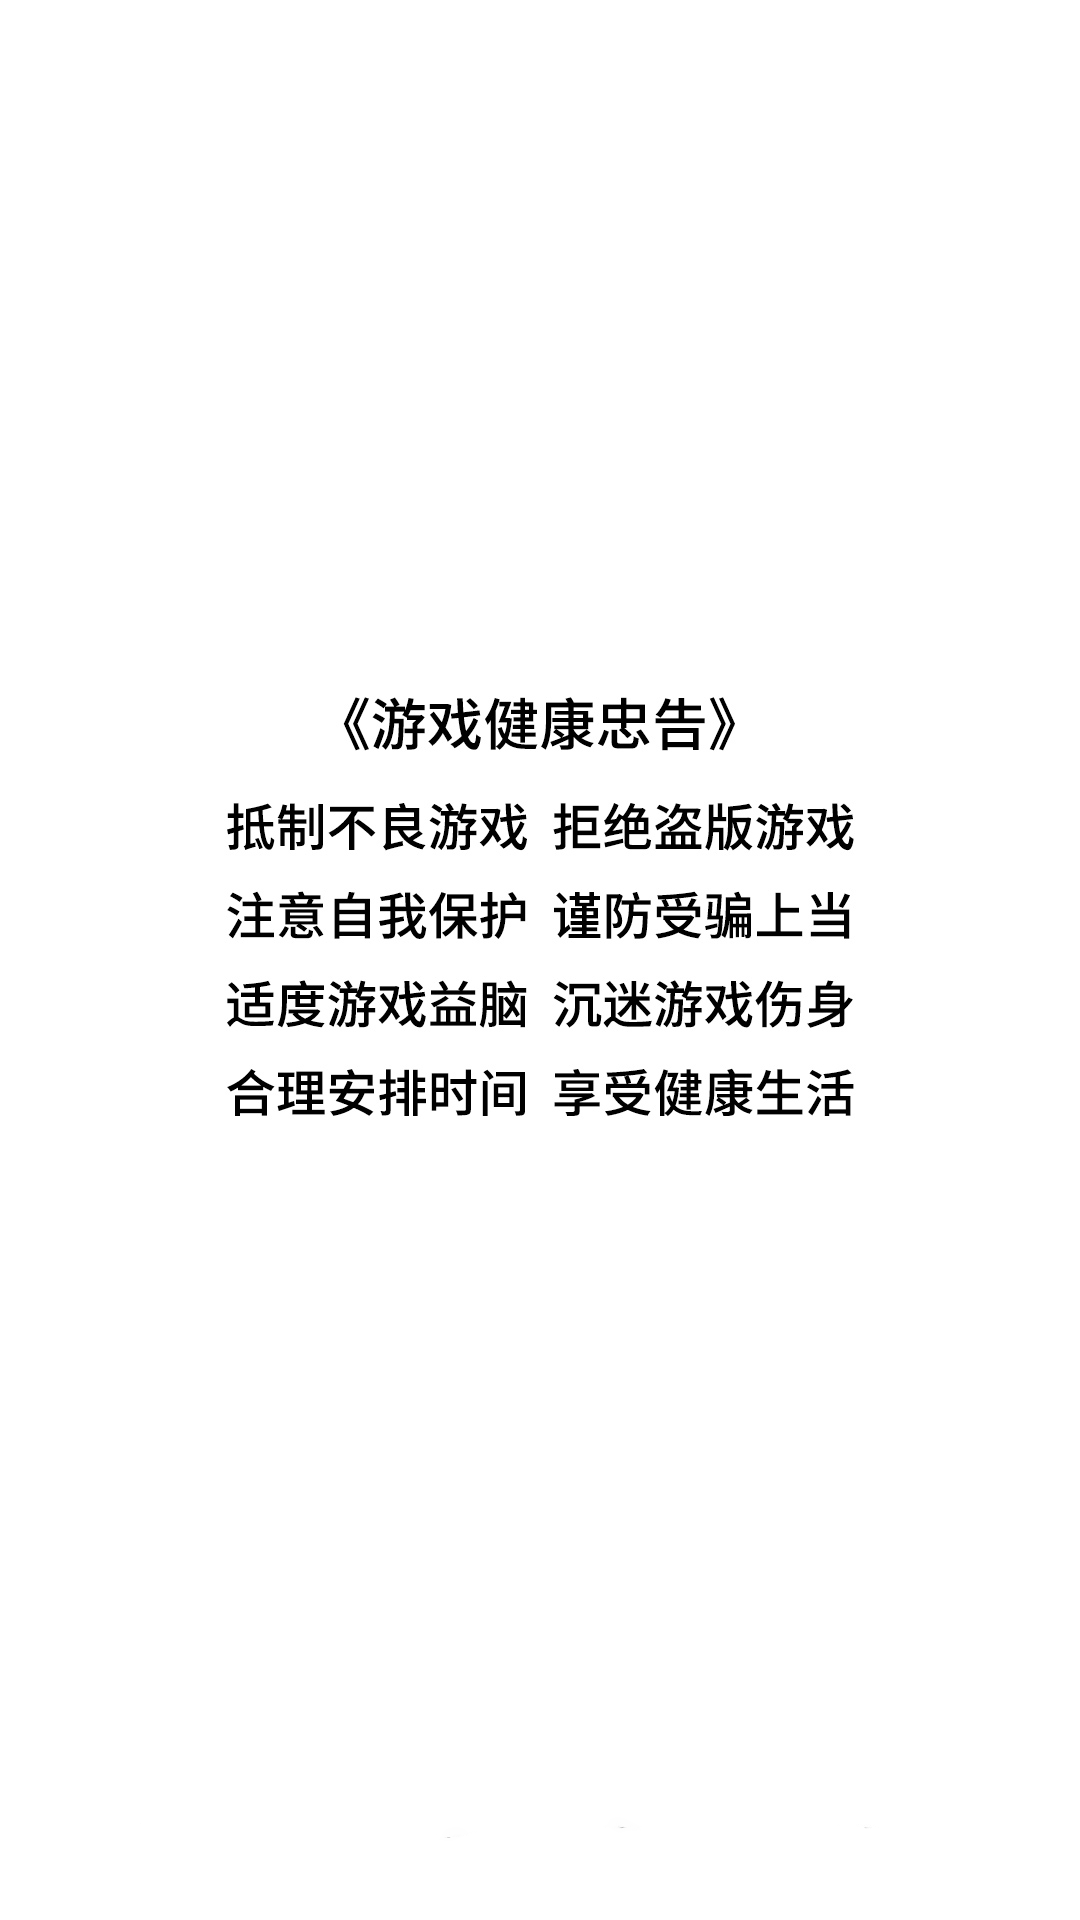 《游戏健康忠告》
抵制不良游戏 拒绝盗版游戏
注意自我保护 谨防受骗上当
适度游戏益脑 沉迷游戏伤身
合理安排时间 享受健康生活